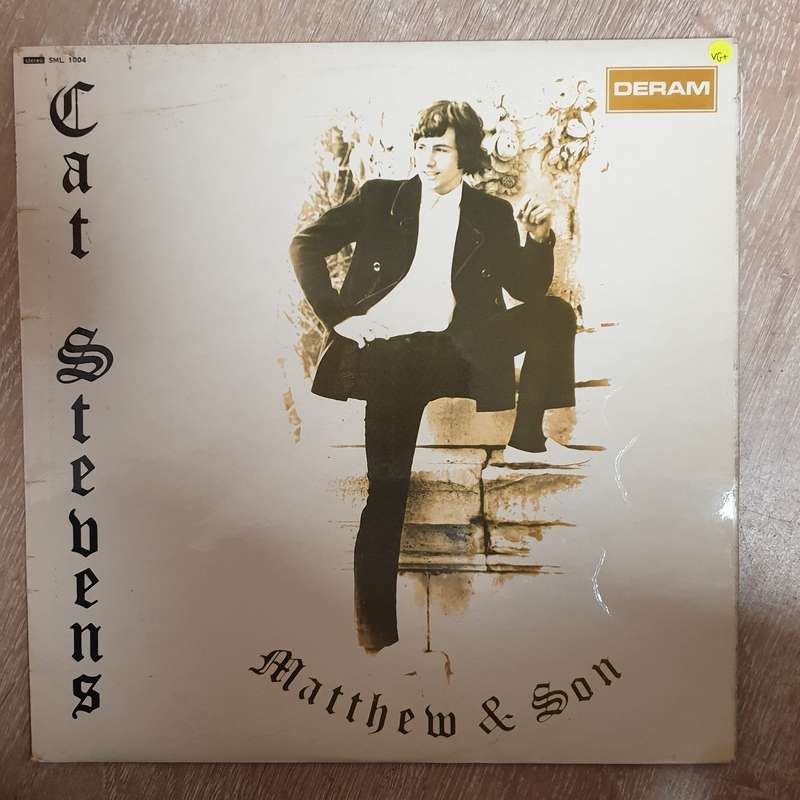 stereo SML 1004
VG+
DERAM
Cat Stevens
Matthew & Son